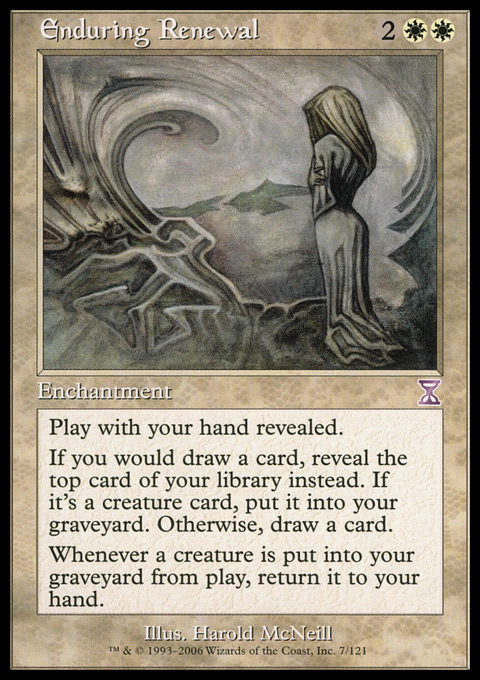 Enduring Renewal 2
Enchantment
Play with your hand revealed.
If you would draw a card, reveal the
top card of your library instead. If
it's a creature card, put it into your
graveyard. Otherwise, draw a card.
Whenever a creature is put into your
graveyard from play, return it to your
hand.
Illus. Harold McNeill
™ & © 1993–2006 Wizards of the Coast, Inc. 7/121